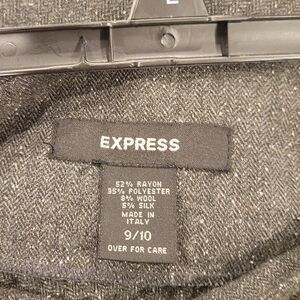 EXPRESS
52% RAYON
35% POLYESTER
8% WOOL
5% SILK
MADE IN
ITALY
9/10
OVER FOR CARE